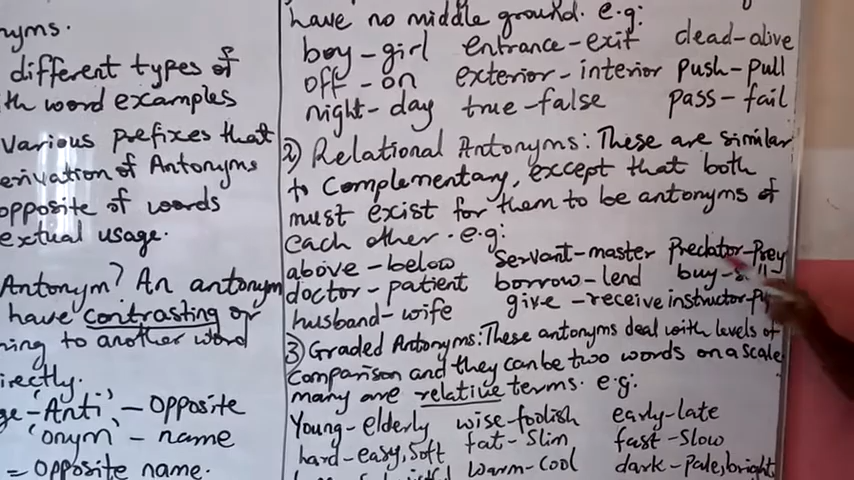 nyms.
different types of
th word examples
various prefixes that
erivation of Antonyms
opposite of words
extual usage.
Antonym? An antonym
have contrasting or
ning to another word
irectly.
ge-'Anti' - Opposite
'onym' - name
= Opposite name.
have no middle ground. e.g:
boy-girl entrance-exit dead-alive
off - on exterior-interior push-pull
night-day true-false pass-fail
2) Relational Antonyms: These are similar
to Complementary, except that both
must exist for them to be antonyms of
each other. e.g:
above-below servant-master Predator-Prey
doctor-patient borrow-lend buy-
husband-wife give-receive instructor-
3) Graded Antonyms: These antonyms deal with levels of
comparison and they can be two words on a scale
many are relative terms. e.g:
Young-elderly wise-foolish early-late
hard-easy, soft fat-Slim fast-Slow
warm-cool dark-pale, bright